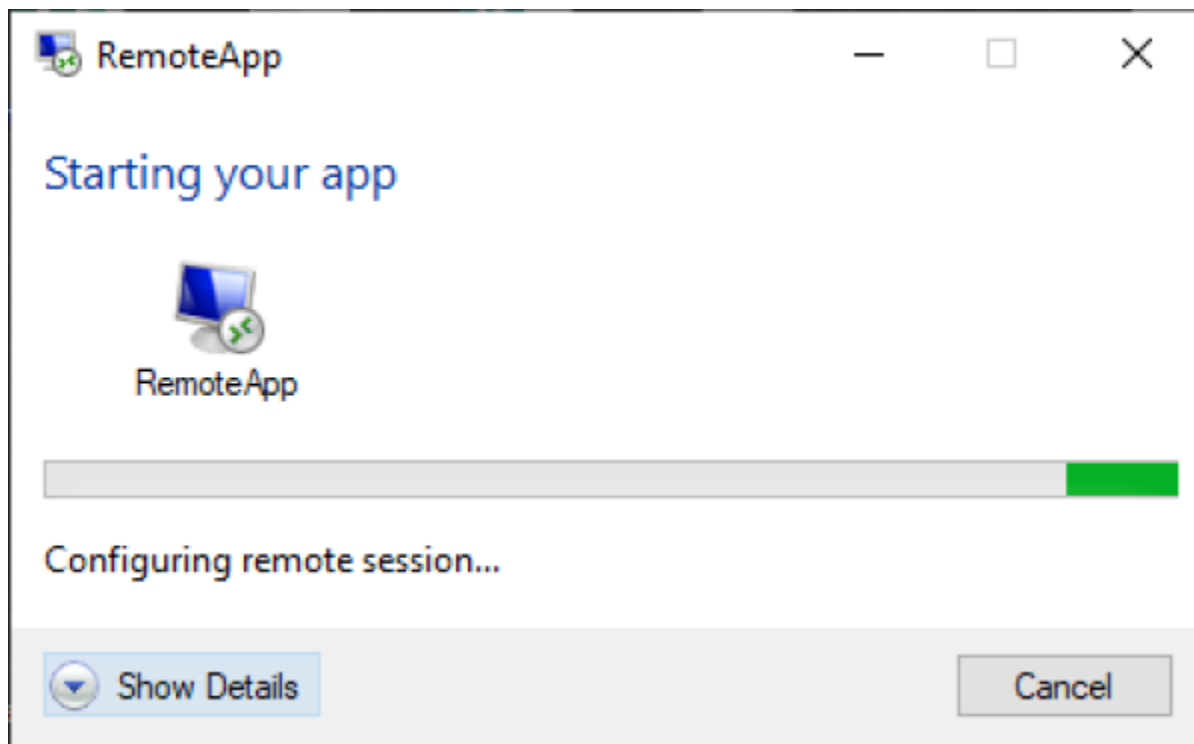 RemoteApp
Starting your app
RemoteApp
Configuring remote session...
Show Details
Cancel